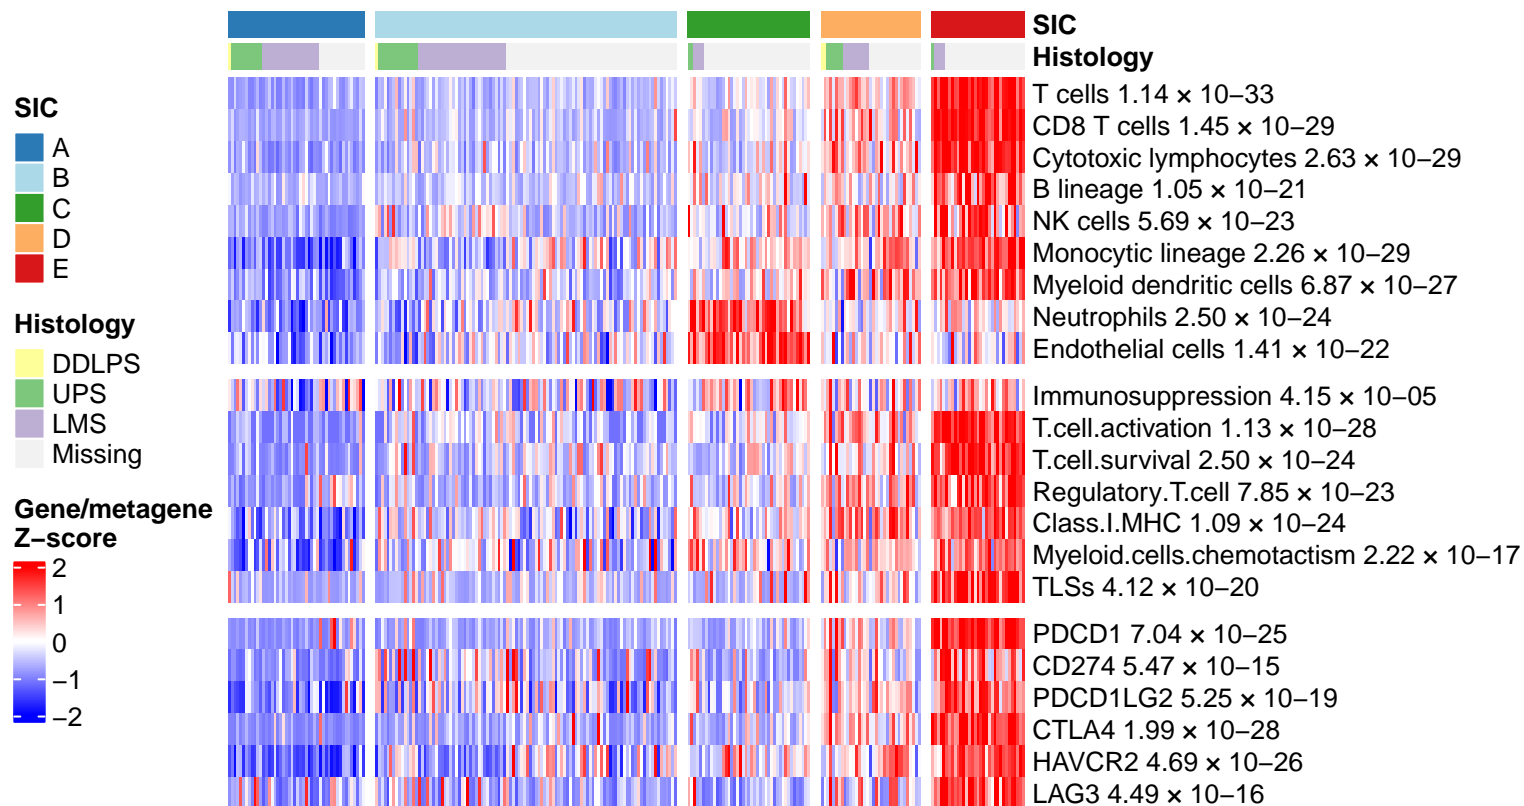 SIC
Histology
T cells 1.14 × 10−33
CD8 T cells 1.45 × 10−29
Cytotoxic lymphocytes 2.63 × 10−29
B lineage 1.05 × 10−21
NK cells 5.69 × 10−23
Monocytic lineage 2.26 × 10−29
Myeloid dendritic cells 6.87 × 10−27
Neutrophils 2.50 × 10−24
Endothelial cells 1.41 × 10−22
Immunosuppression 4.15 × 10−05
T.cell.activation 1.13 × 10−28
T.cell.survival 2.50 × 10−24
Regulatory.T.cell 7.85 × 10−23
Class.I.MHC 1.09 × 10−24
Myeloid.cells.chemotactism 2.22 × 10−17
TLSs 4.12 × 10−20
PDCD1 7.04 × 10−25
CD274 5.47 × 10−15
PDCD1LG2 5.25 × 10−19
CTLA4 1.99 × 10−28
HAVCR2 4.69 × 10−26
LAG3 4.49 × 10−16
SIC
A
B
C
D
E
Histology
DDLPS
UPS
LMS
Missing
Gene/metagene
Z−score
2
1
0
−1
−2